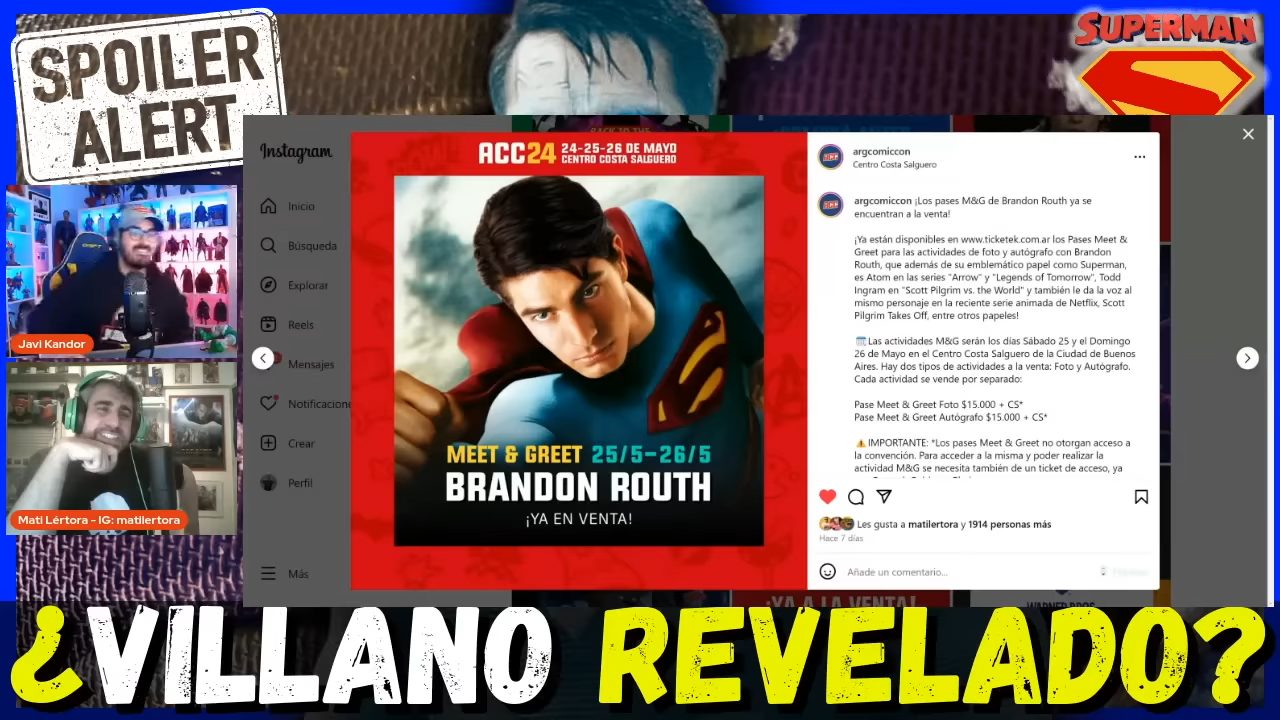 SPOILER
ALERT
SUPERMAN
Instagram
Inicio
Búsqueda
Explorar
Reels
Mensajes
Notificacione
Crear
Perfil
Más
Javi Kandor
Mati Lértora - IG: matilertora
BACK TO THE
ACC24 24-25-26 DE MAYO
CENTRO COSTA SALGUERO
MEET & GREET 25/5-26/5
BRANDON ROUTH
¡YA EN VENTA!
argcomiccon
Centro Costa Salguero
argcomiccon ¡Los pases M&G de Brandon Routh ya se
encuentran a la venta!
¡Ya están disponibles en www.ticketek.com.ar los Pases Meet &
Greet para las actividades de foto y autógrafo con Brandon
Routh, que además de su emblemático papel como Superman,
es Atom en las series "Arrow" y "Legends of Tomorrow", Todd
Ingram en "Scott Pilgrim vs. the World" y también le da la voz al
mismo personaje en la reciente serie animada de Netflix, Scott
Pilgrim Takes Off, entre otros papeles!
Las actividades M&G serán los días Sábado 25 y el Domingo
26 de Mayo en el Centro Costa Salguero de la Ciudad de Buenos
Aires. Hay dos tipos de actividades a la venta: Foto y Autógrafo.
Cada actividad se vende por separado:
Pase Meet & Greet Foto $15.000 + CS*
Pase Meet & Greet Autógrafo $15.000 + CS*
⚠️ IMPORTANTE: *Los pases Meet & Greet no otorgan acceso a
la convención. Para acceder a la misma y poder realizar la
actividad M&G se necesita también de un ticket de acceso, ya
Les gusta a matilertora y 1914 personas más
Hace 7 días
Añade un comentario...
¡YA A LA VENTA!
WARNER BROS
¿VILLANO REVELADO?